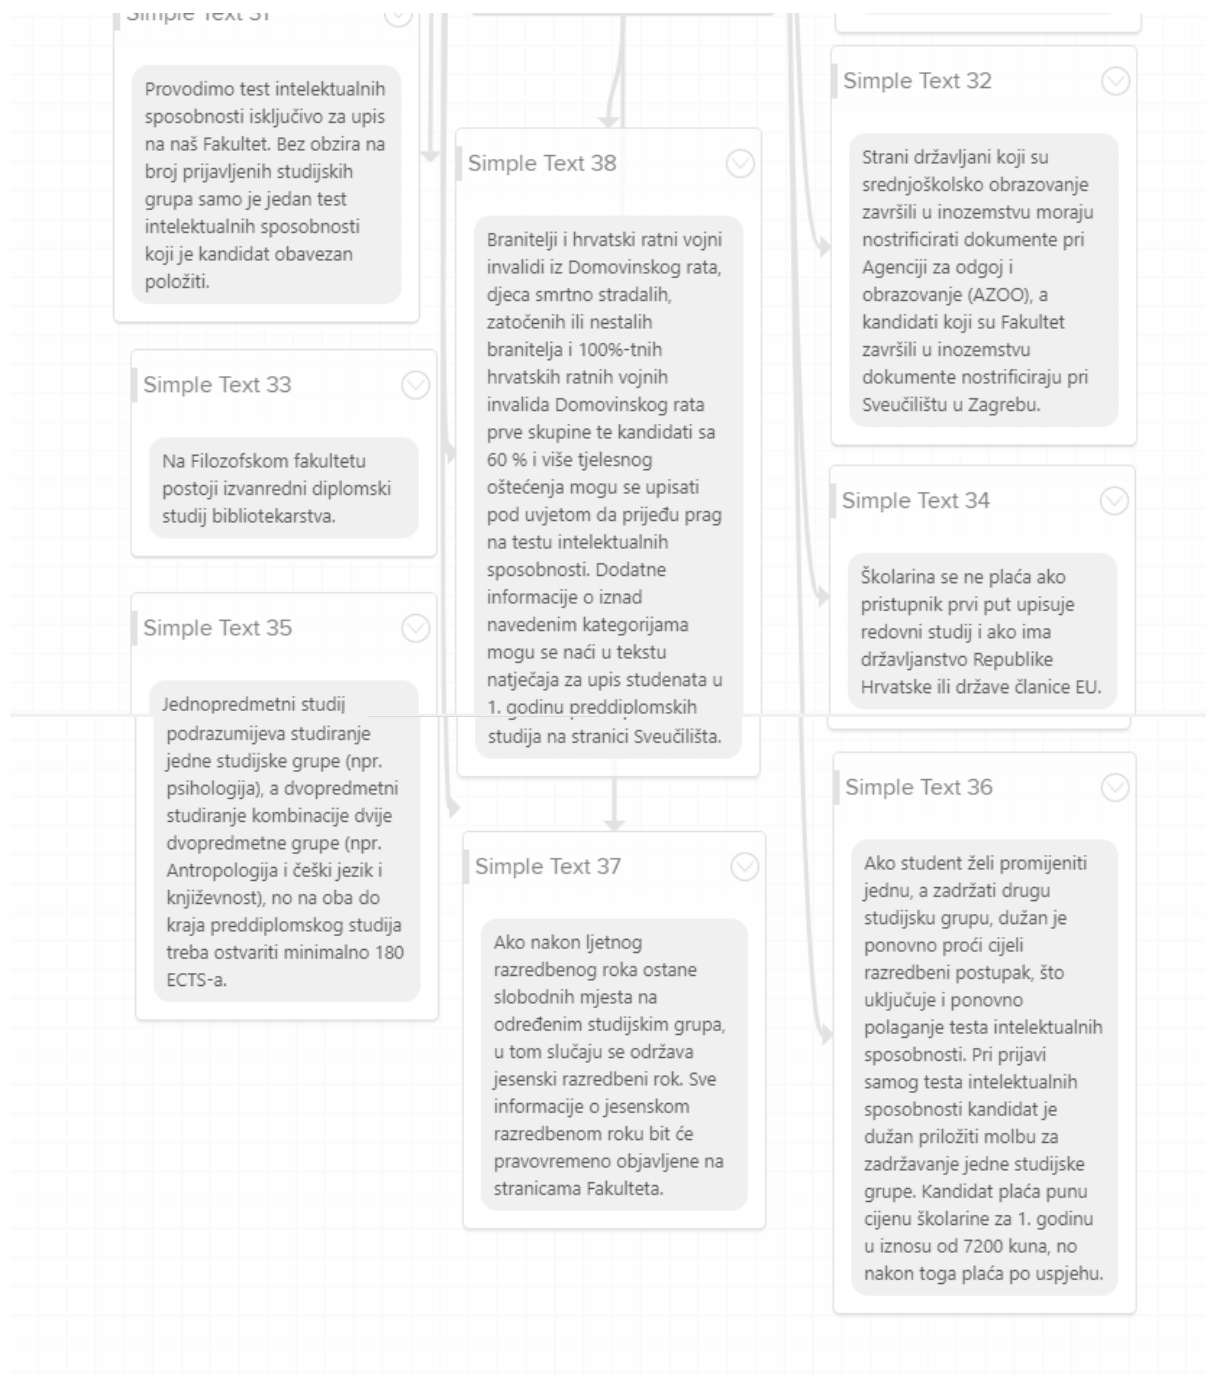 Simple Text 31
Provodimo test intelektualnih
sposobnosti isključivo za upis
na naš Fakultet. Bez obzira na
broj prijavljenih studijskih
grupa samo je jedan test
intelektualnih sposobnosti
koji je kandidat obavezan
položiti.
Simple Text 33
Na Filozofskom fakultetu
postoji izvanredni diplomski
studij bibliotekarstva.
Simple Text 35
Jednopredmetni studij
podrazumijeva studiranje
jedne studijske grupe (npr.
psihologija), a dvopredmetni
studiranje kombinacije dvije
dvopredmetne grupe (npr.
Antropologija i češki jezik i
književnost), no na oba do
kraja preddiplomskog studija
treba ostvariti minimalno 180
ECTS-a.
Simple Text 38
Branitelji i hrvatski ratni vojni
invalidi iz Domovinskog rata,
djeca smrtno stradalih,
zatočenih ili nestalih
branitelja i 100%-tnih
hrvatskih ratnih vojnih
invalida Domovinskog rata
prve skupine te kandidati sa
60 % i više tjelesnog
oštećenja mogu se upisati
pod uvjetom da prijeđu prag
na testu intelektualnih
sposobnosti. Dodatne
informacije o iznad
navedenim kategorijama
mogu se naći u tekstu
natječaja za upis studenata u
1. godinu preddiplomskih
studija na stranici Sveučilišta.
Simple Text 37
Ako nakon ljetnog
razredbenog roka ostane
slobodnih mjesta na
određenim studijskim grupa,
u tom slučaju se održava
jesenski razredbeni rok. Sve
informacije o jesenskom
razredbenom roku bit će
pravovremeno objavljene na
stranicama Fakulteta.
Simple Text 32
Strani državljani koji su
srednjoškolsko obrazovanje
završili u inozemstvu moraju
nostrificirati dokumente pri
Agenciji za odgoj i
obrazovanje (AZOO), a
kandidati koji su Fakultet
završili u inozemstvu
dokumente nostrificiraju pri
Sveučilištu u Zagrebu.
Simple Text 34
Školarina se ne plaća ako
pristupnik prvi put upisuje
redovni studij i ako ima
državljanstvo Republike
Hrvatske ili države članice EU.
Simple Text 36
Ako student želi promijeniti
jednu, a zadržati drugu
studijsku grupu, dužan je
ponovno proći cijeli
razredbeni postupak, što
uključuje i ponovno
polaganje testa intelektualnih
sposobnosti. Pri prijavi
samog testa intelektualnih
sposobnosti kandidat je
dužan priložiti molbu za
zadržavanje jedne studijske
grupe. Kandidat plaća punu
cijenu školarine za 1. godinu
u iznosu od 7200 kuna, no
nakon toga plaća po uspjehu.